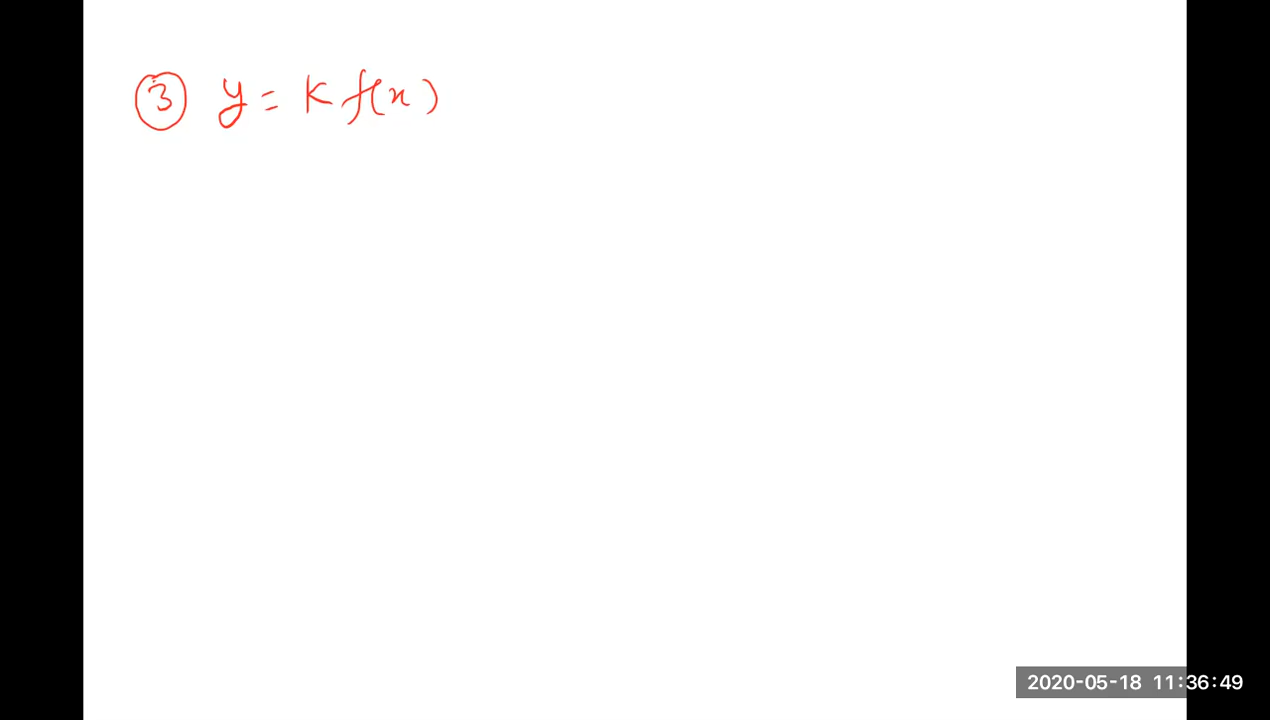 ③ y = K f(x)
2020-05-18 11:36:49